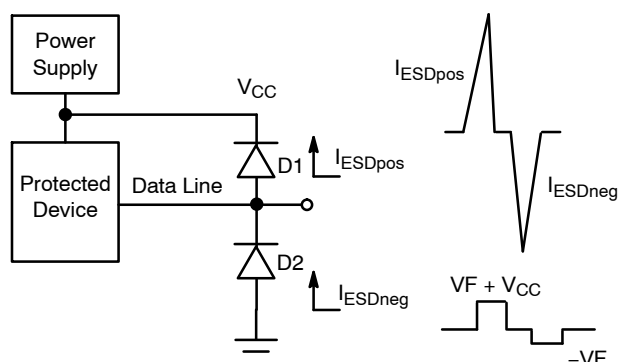 Power
Supply
V_CC
D1
I_ESDpos
Protected
Device
Data Line
D2
I_ESDneg
I_ESDpos
I_ESDneg
VF + V_CC
−VF